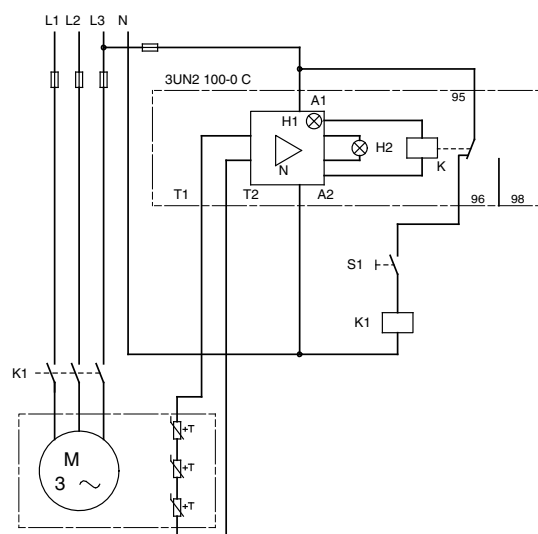 L1 L2 L3 N
3UN2 100-0 C
95
A1
H1
H2
K
N
T1 T2 A2 96 98
S1
K1
K1
+T
M
3
+T
+T